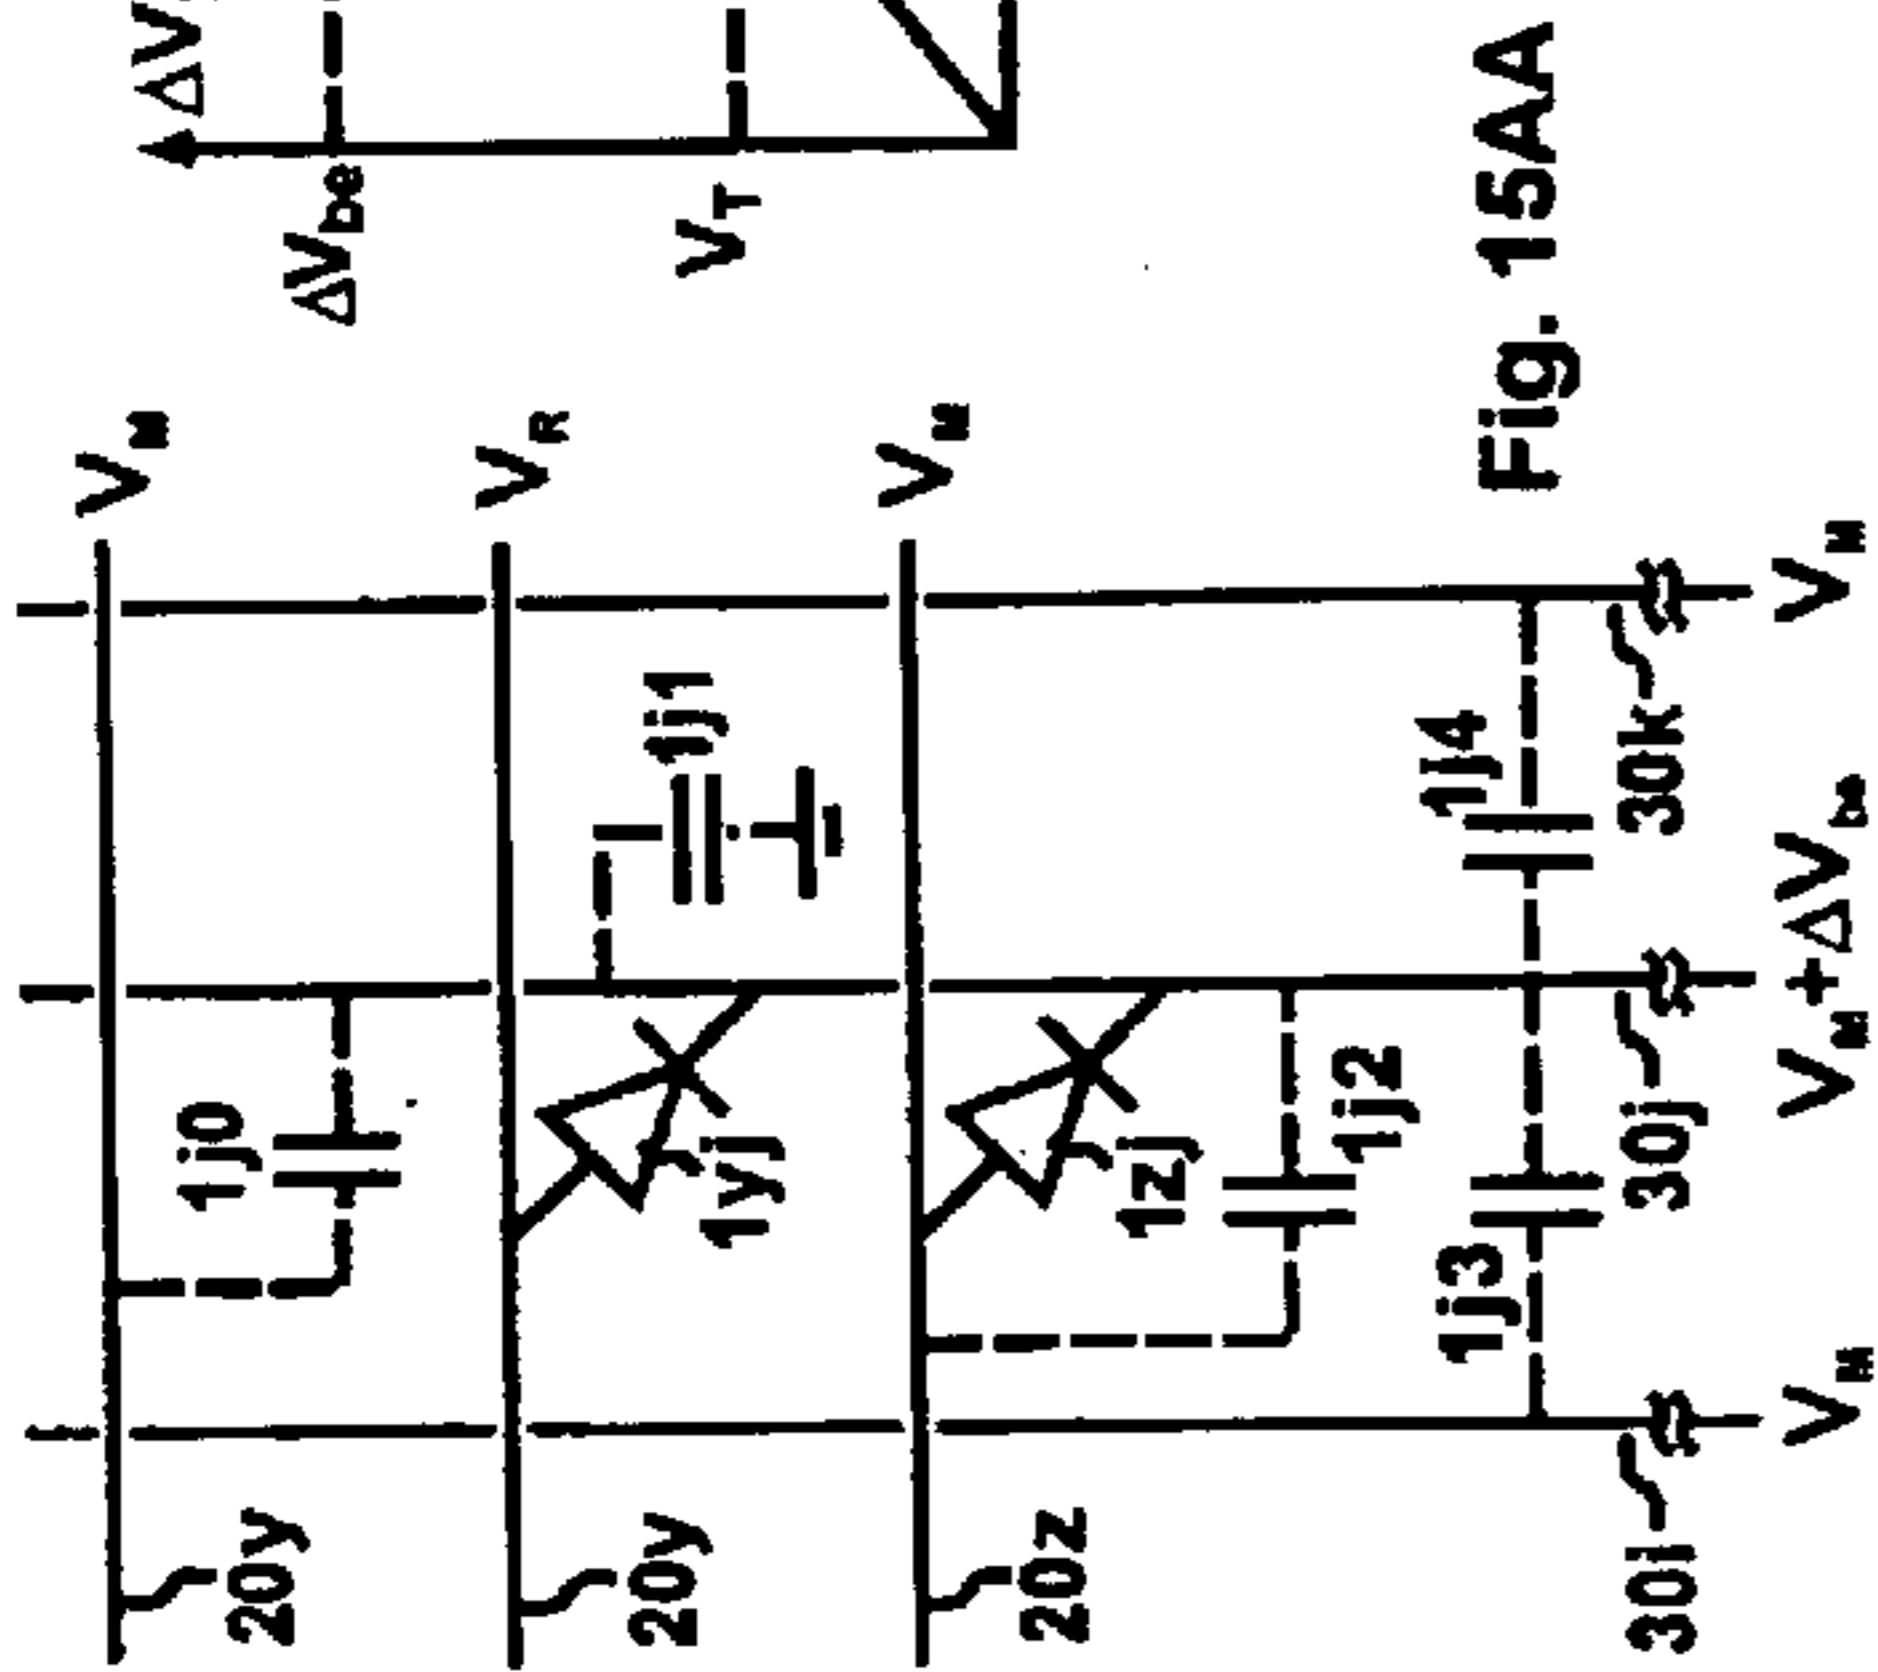 ΔV
ΔVbe
VT
VM
VR
VM
1j0
1j1
1yj
1zj
1j2
1j3
1j4
20y
20y
20z
30i
30j
30k
VM
VM + ΔVbe
VM
Fig. 15AA